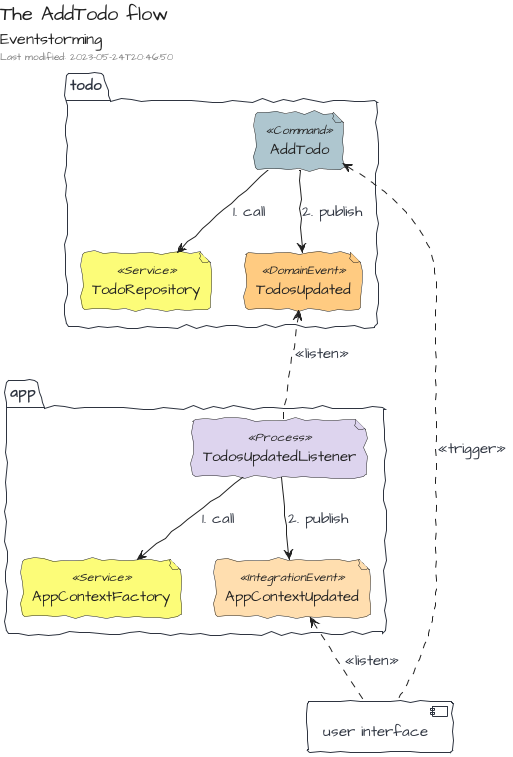 The AddTodo flow
Eventstorming
Last modified: 2023-05-24T20:46:50
todo
«Command»
AddTodo
1. call
2. publish
«Service»
TodoRepository
«DomainEvent»
TodosUpdated
«listen»
app
«Process»
TodosUpdatedListener
«trigger»
1. call
2. publish
«Service»
AppContextFactory
«IntegrationEvent»
AppContextUpdated
«listen»
user interface